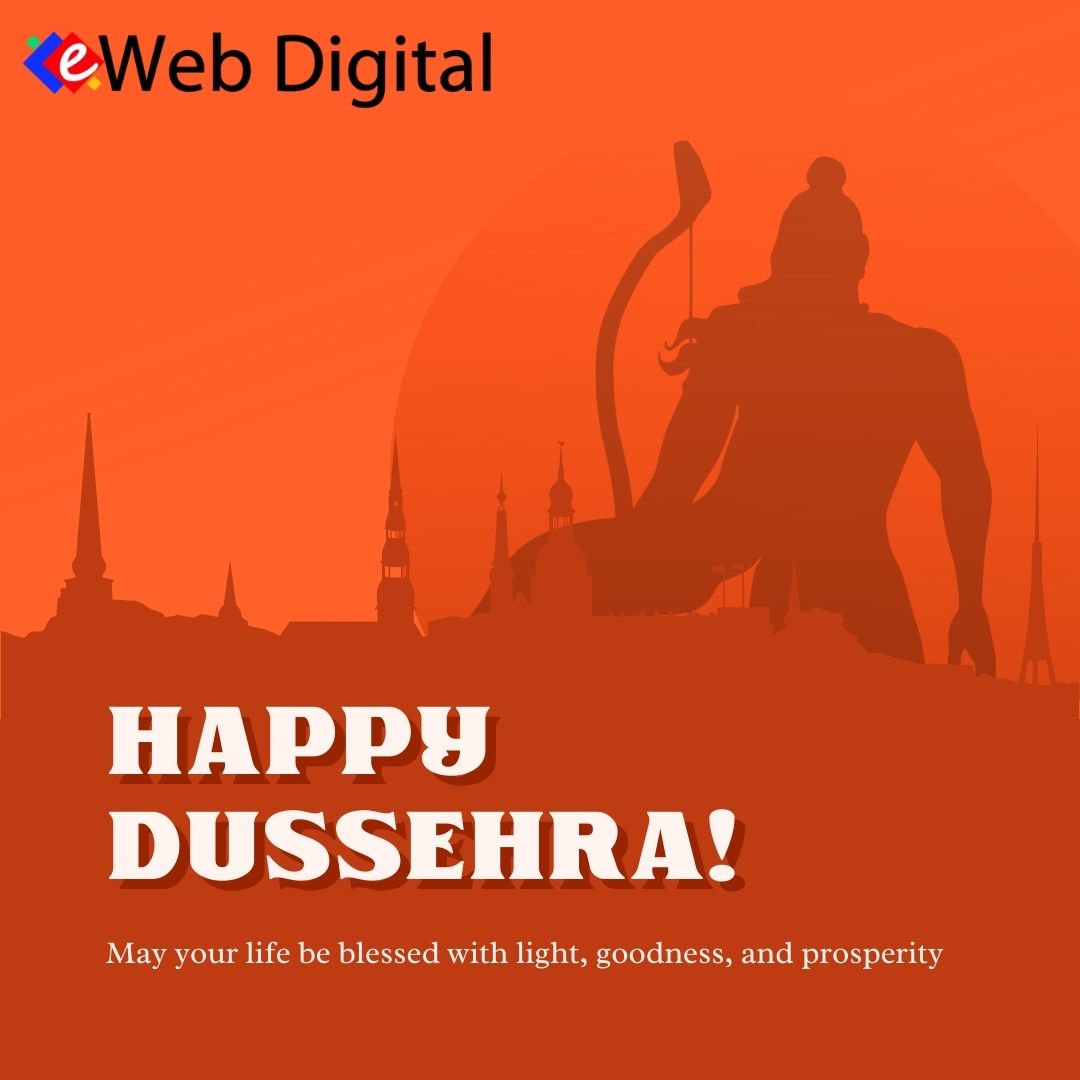 eWeb Digital
HAPPY
DUSSEHRA!
May your life be blessed with light, goodness, and prosperity